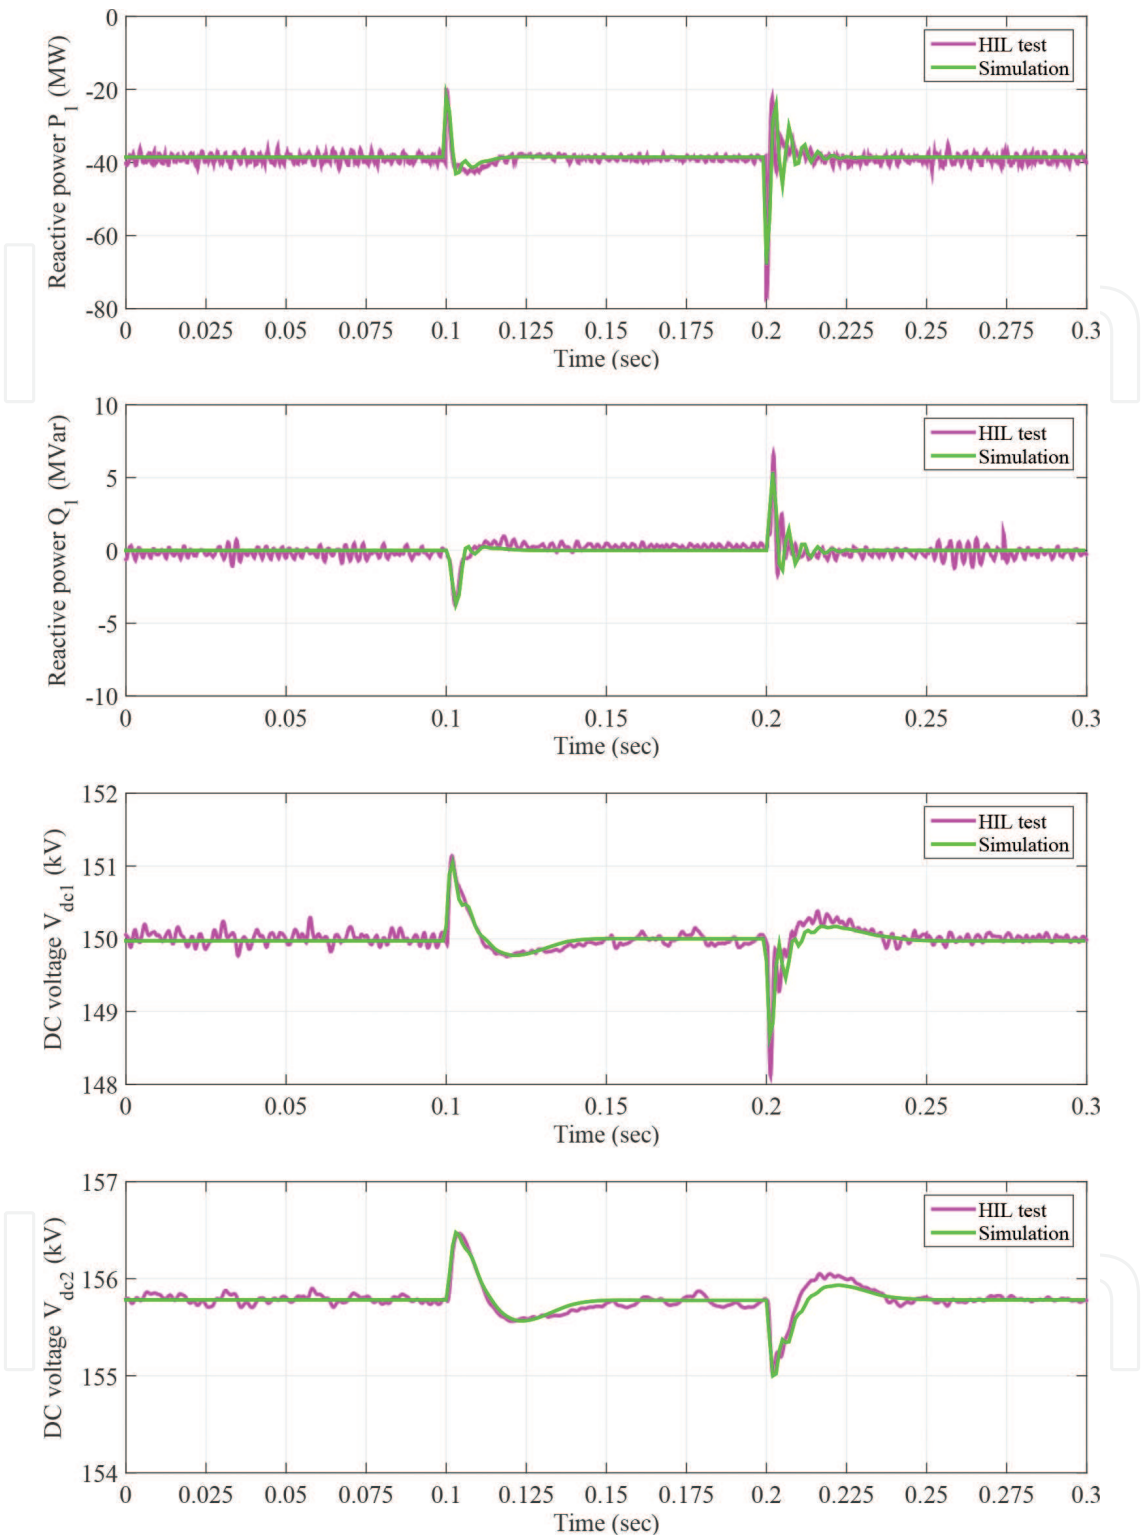 0
-20
-40
-60
-80
Reactive power P1 (MW)
HIL test
Simulation
0 0.025 0.05 0.075 0.1 0.125 0.15 0.175 0.2 0.225 0.25 0.275 0.3
Time (sec)
10
5
0
-5
-10
Reactive power Q1 (MVar)
HIL test
Simulation
0 0.05 0.1 0.15 0.2 0.25 0.3
Time (sec)
152
151
150
149
148
DC voltage Vdc1 (kV)
HIL test
Simulation
0 0.05 0.1 0.15 0.2 0.25 0.3
Time (sec)
157
156
155
154
DC voltage Vdc2 (kV)
HIL test
Simulation
0 0.025 0.05 0.075 0.1 0.125 0.15 0.175 0.2 0.225 0.25 0.275 0.3
Time (sec)